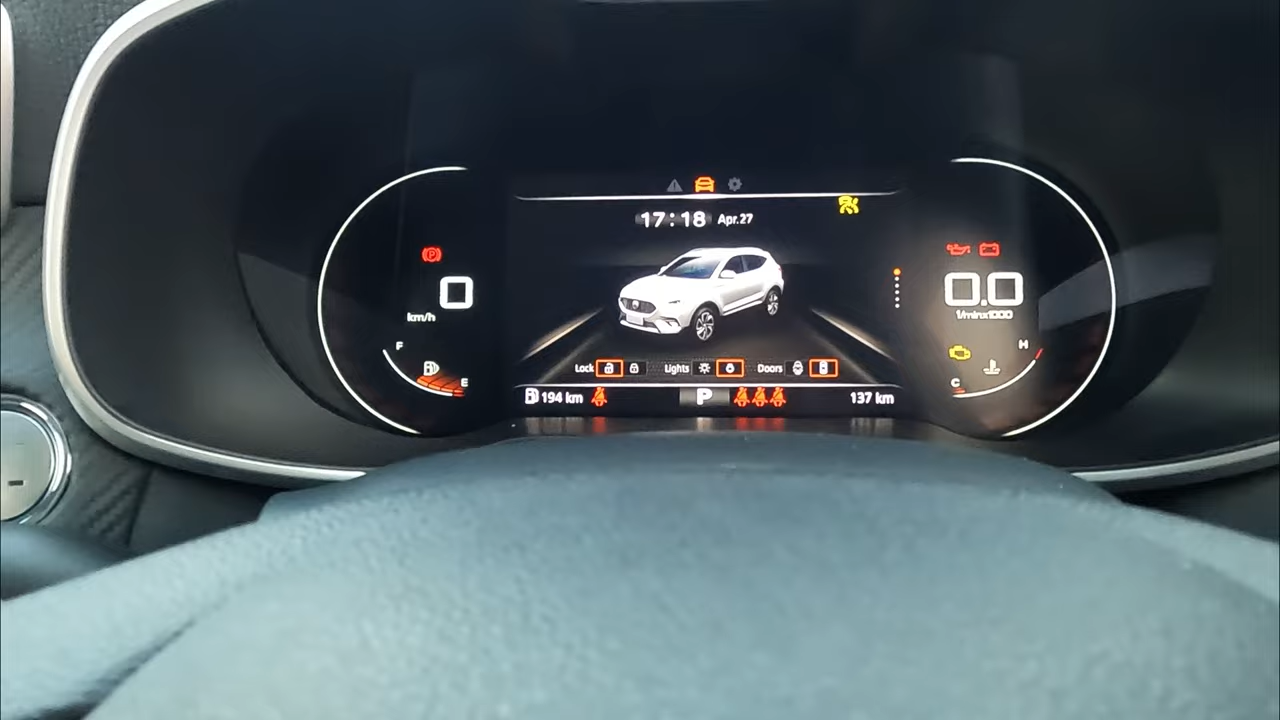 17:18 Apr.27
0
km/h
0.0
1/minx1000
F
E
H
C
Lock Lights Doors
194 km P 137 km